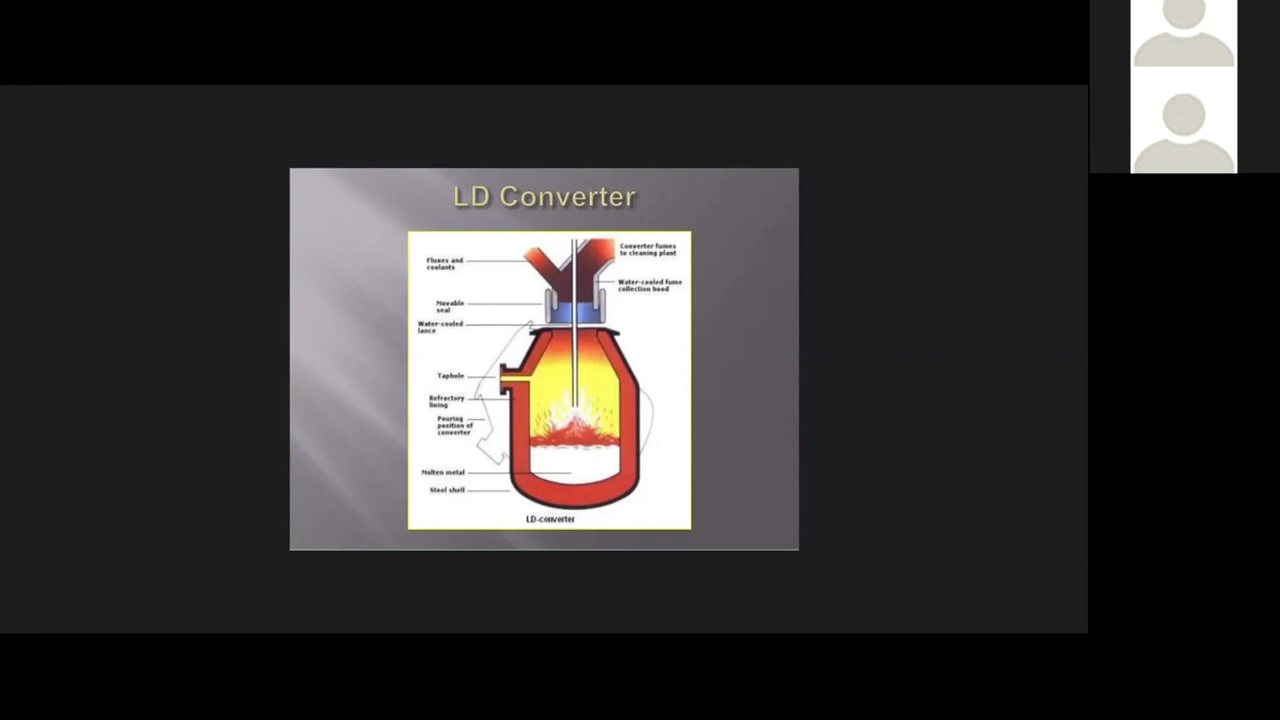 LD Converter
Converter fumes
to cleaning plant
Fluxes and
coolants
Water-cooled fume
collection hood
Movable
seal
Water-cooled
lance
Taphole
Refractory
lining
Pouring
position of
converter
Molten metal
Steel shell
LD-converter